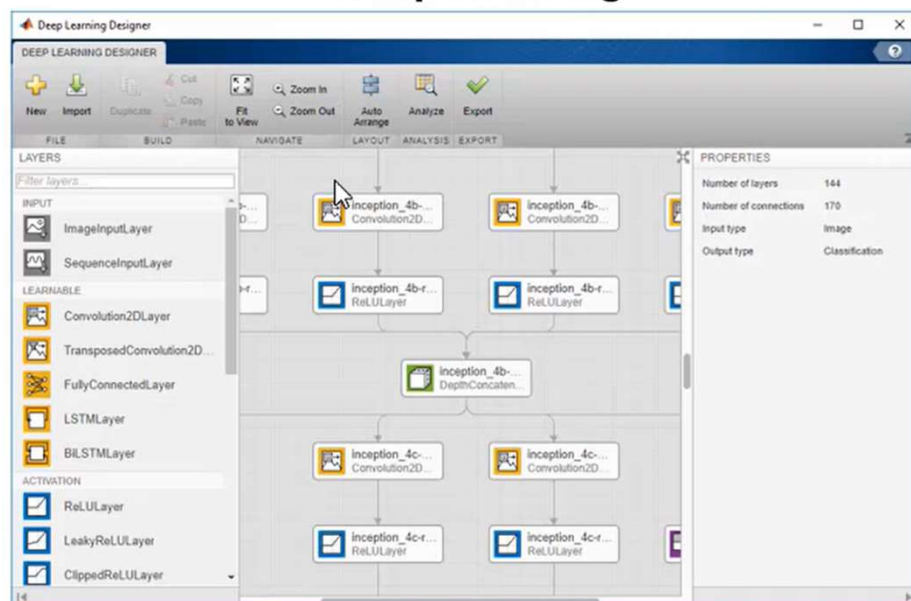 Deep Learning Designer
DEEP LEARNING DESIGNER
New
Import
Duplicate
Cut
Copy
Paste
Fit
to View
Zoom In
Zoom Out
Auto
Arrange
Analyze
Export
FILE
BUILD
NAVIGATE
LAYOUT
ANALYSIS
EXPORT
LAYERS
Filter layers...
INPUT
ImageInputLayer
SequenceInputLayer
LEARNABLE
Convolution2DLayer
TransposedConvolution2D...
FullyConnectedLayer
LSTMLayer
BiLSTMLayer
ACTIVATION
ReLULayer
LeakyReLULayer
ClippedReLULayer
inception_4b-...
Convolution2D...
inception_4b-...
Convolution2D...
inception_4b-r...
ReLULayer
inception_4b-r...
ReLULayer
inception_4b-...
DepthConcaten...
inception_4c-...
Convolution2D...
inception_4c-...
Convolution2D...
inception_4c-r...
ReLULayer
inception_4c-r...
ReLULayer
PROPERTIES
Number of layers 144
Number of connections 170
Input type Image
Output type Classification